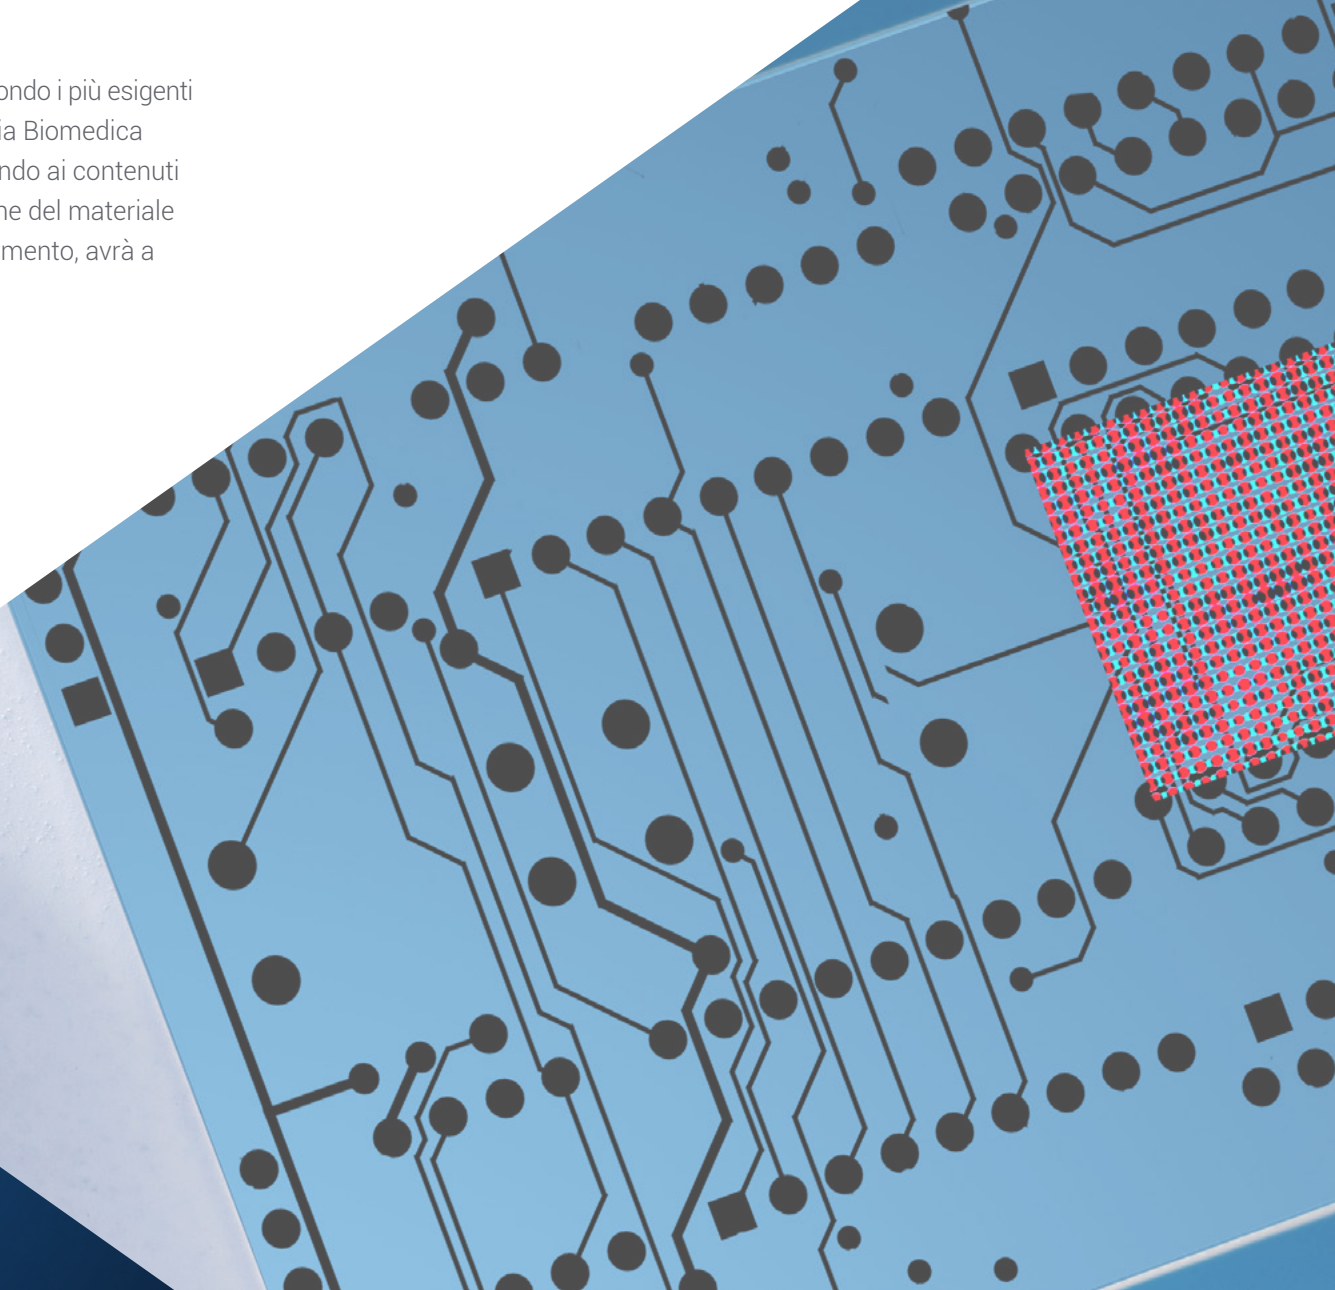 ondo i più esigenti
ia Biomedica
ndo ai contenuti
ne del materiale
mento, avrà a